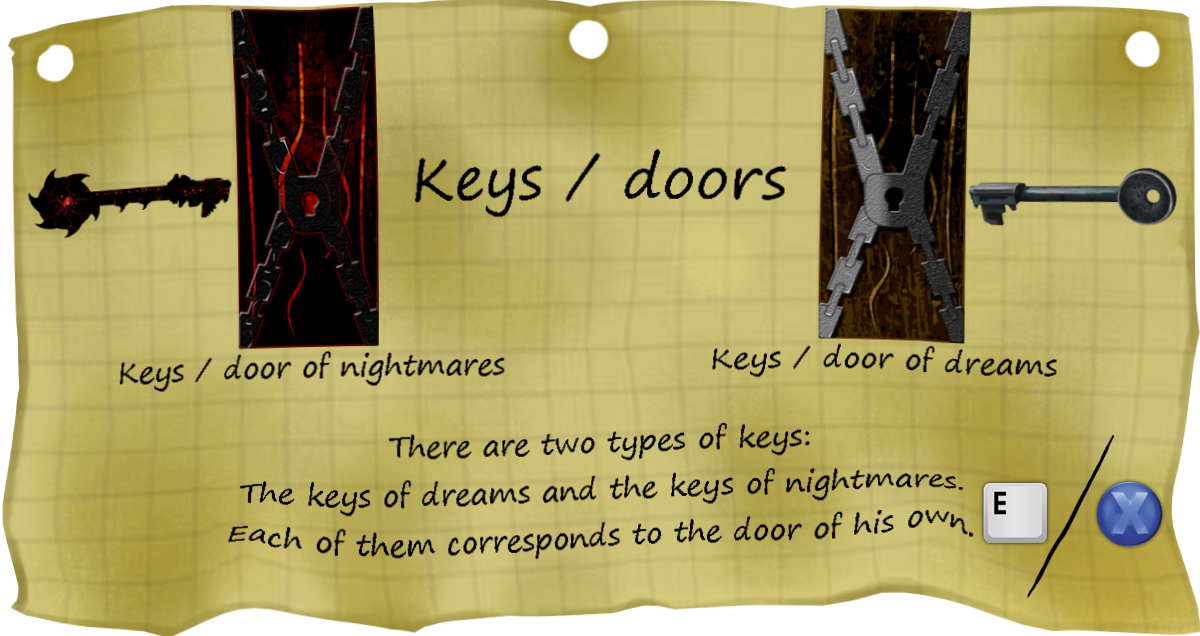 Keys / doors
Keys / door of nightmares
Keys / door of dreams
There are two types of keys:
The keys of dreams and the keys of nightmares.
Each of them corresponds to the door of his own.
E / X